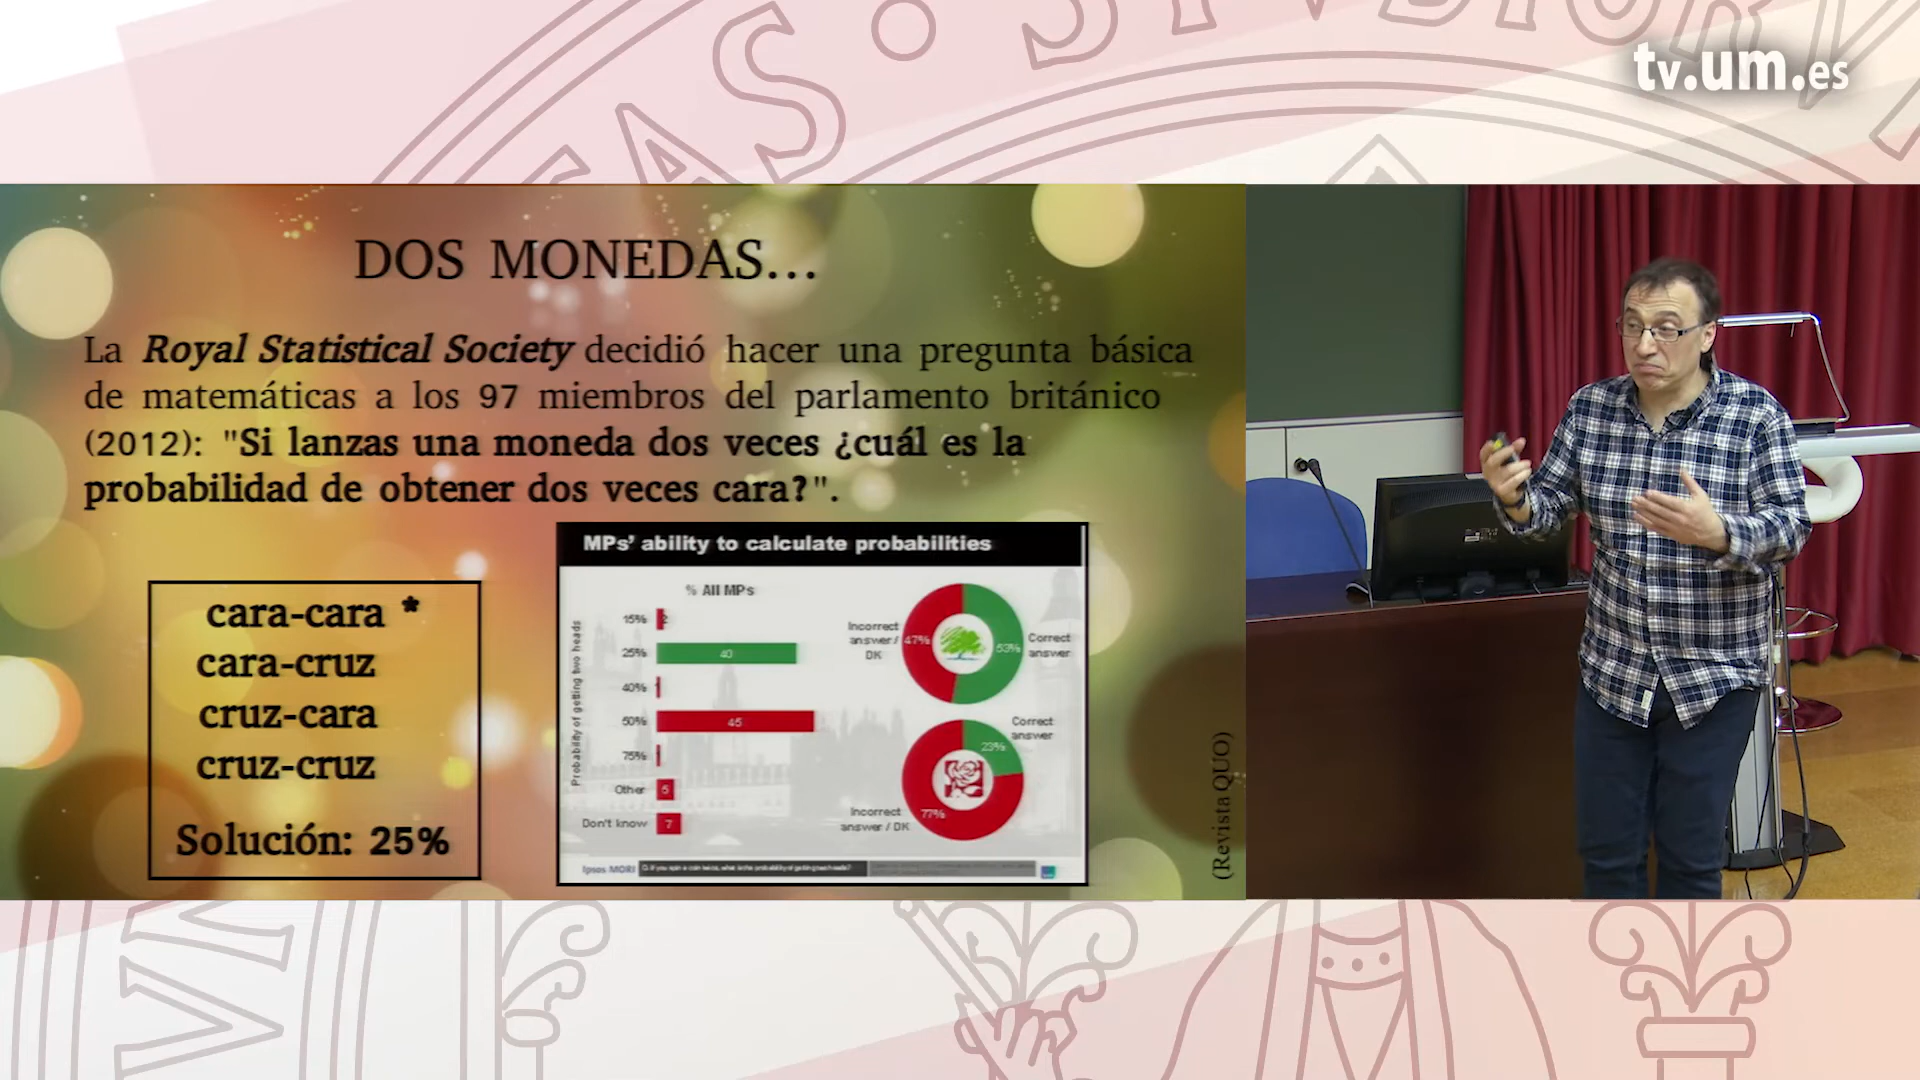 tv.um.es
DOS MONEDAS...
La Royal Statistical Society decidió hacer una pregunta básica
de matemáticas a los 97 miembros del parlamento británico
(2012): "Si lanzas una moneda dos veces ¿cuál es la
probabilidad de obtener dos veces cara?".
cara-cara *
cara-cruz
cruz-cara
cruz-cruz
Solución: 25%
MPs' ability to calculate probabilities
% All MPs
Probability of getting two heads
15% 2
25% 40
40%
50% 45
75%
Other 5
Don't know 7
Incorrect
answer /
DK
47%
53%
Correct
answer
Correct
answer
23%
77%
Incorrect
answer / DK
Ipsos MORI
(Revista QUO)